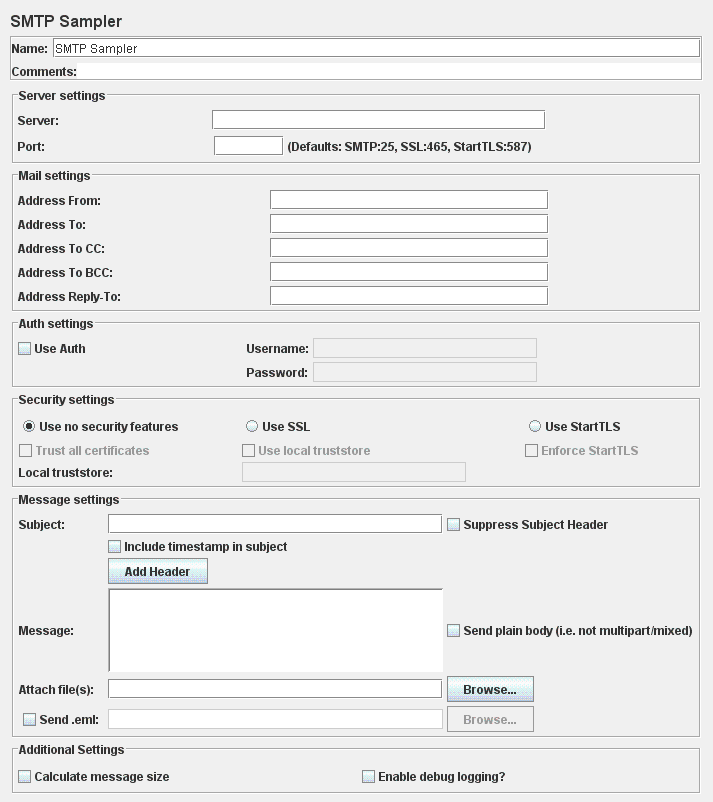 SMTP Sampler
Name: SMTP Sampler
Comments:
Server settings
Server:
Port: (Defaults: SMTP:25, SSL:465, StartTLS:587)
Mail settings
Address From:
Address To:
Address To CC:
Address To BCC:
Address Reply-To:
Auth settings
Use Auth Username:
Password:
Security settings
Use no security features Use SSL Use StartTLS
Trust all certificates Use local truststore Enforce StartTLS
Local truststore:
Message settings
Subject: Suppress Subject Header
Include timestamp in subject
Add Header
Message: Send plain body (i.e. not multipart/mixed)
Attach file(s): Browse...
Send .eml: Browse...
Additional Settings
Calculate message size Enable debug logging?